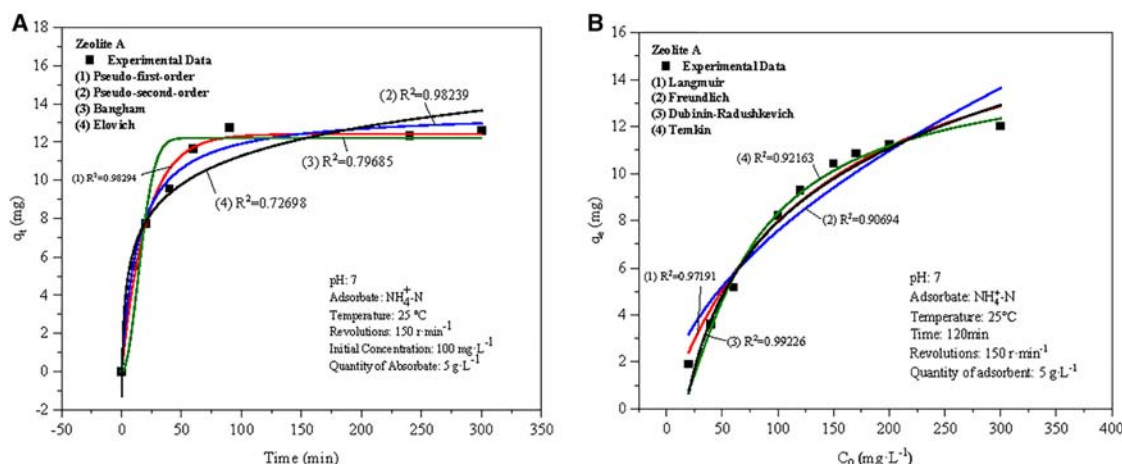 A
Zeolite A
Experimental Data
(1) Pseudo-first-order
(2) Pseudo-second-order
(3) Bangham
(4) Elovich
(2) R²=0.98239
(1) R²=0.98294
(3) R²=0.79685
(4) R²=0.72698
pH: 7
Adsorbate: NH₄⁺-N
Temperature: 25 °C
Revolutions: 150 r·min⁻¹
Initial Concentration: 100 mg·L⁻¹
Quantity of Absorbate: 5 g·L⁻¹
18
16
14
12
10
8
6
4
2
0
-2
qₜ (mg)
-50 0 50 100 150 200 250 300 350
Time (min)
B
Zeolite A
Experimental Data
(1) Langmuir
(2) Freundlich
(3) Dubinin-Radushkevich
(4) Temkin
(4) R²=0.92163
(2) R²=0.90694
(1) R²=0.97191
(3) R²=0.99226
pH: 7
Adsorbate: NH₄⁺-N
Temperature: 25°C
Time: 120min
Revolutions: 150 r·min⁻¹
Quantity of adsorbent: 5 g·L⁻¹
16
14
12
10
8
6
4
2
0
qₑ (mg)
0 50 100 150 200 250 300 350 400
C₀ (mg·L⁻¹)